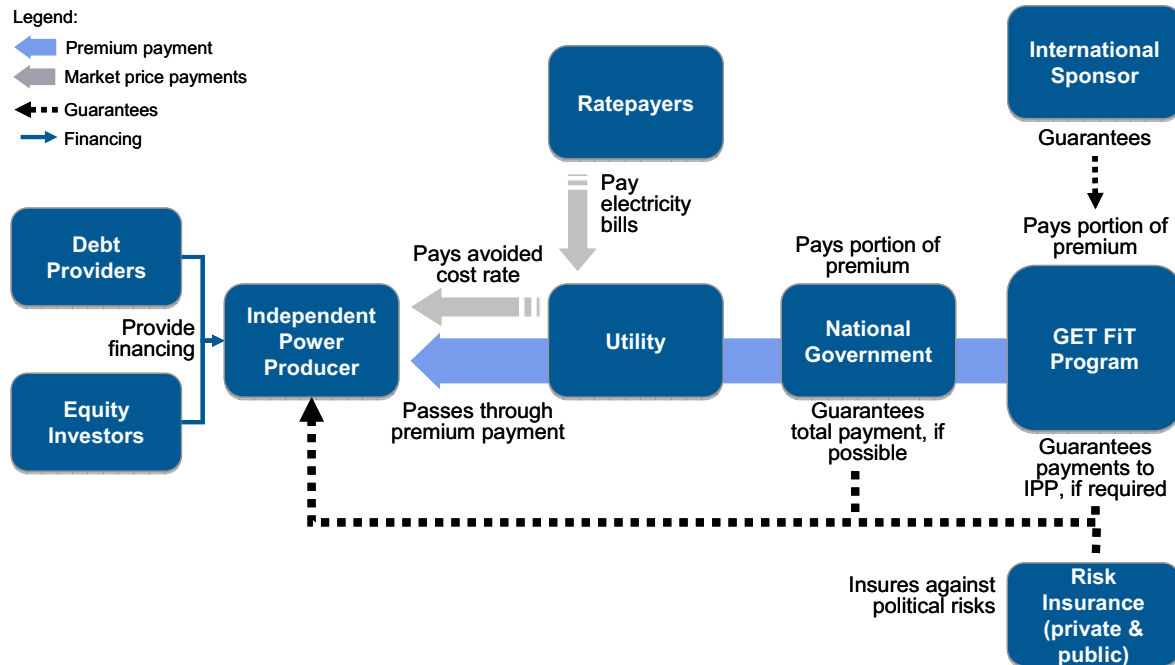 Legend:
Premium payment
Market price payments
Guarantees
Financing
Ratepayers
International
Sponsor
Guarantees
Pay
electricity
bills
Debt
Providers
Pays avoided
cost rate
Pays portion of
premium
Pays portion of
premium
Provide
financing
Independent
Power
Producer
Utility
National
Government
GET FiT
Program
Equity
Investors
Passes through
premium payment
Guarantees
total payment, if
possible
Guarantees
payments to
IPP, if required
Insures against
political risks
Risk
Insurance
(private &
public)